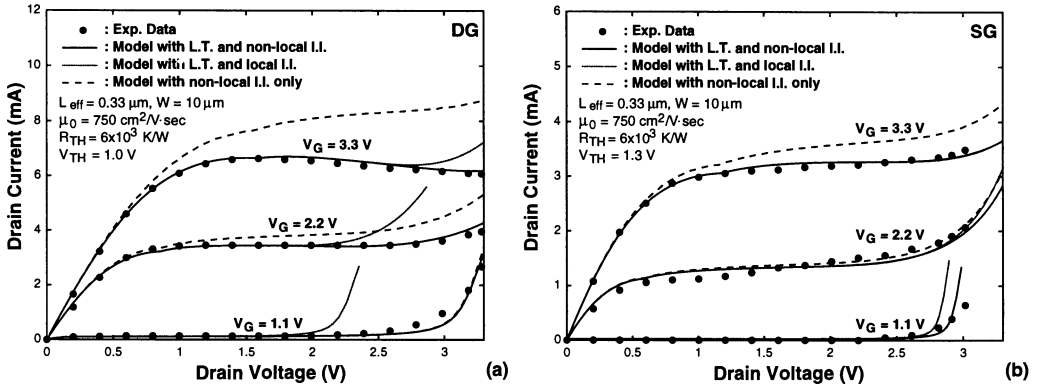 DG
: Exp. Data
: Model with L.T. and non-local I.I.
: Model with L.T. and local I.I.
: Model with non-local I.I. only
L eff = 0.33 μm, W = 10 μm
μ0 = 750 cm2/V·sec
RTH = 6x10^3 K/W
VTH = 1.0 V
VG = 3.3 V
VG = 2.2 V
VG = 1.1 V
12
10
8
6
4
2
0
0 0.5 1 1.5 2 2.5 3
Drain Current (mA)
Drain Voltage (V)
(a)
SG
: Exp. Data
: Model with L.T. and non-local I.I.
: Model with L.T. and local I.I.
: Model with non-local I.I. only
L eff = 0.33 μm, W = 10 μm
μ0 = 750 cm2/V·sec
RTH = 6x10^3 K/W
VTH = 1.3 V
VG = 3.3 V
VG = 2.2 V
VG = 1.1 V
6
5
4
3
2
1
0
0 0.5 1 1.5 2 2.5 3
Drain Current (mA)
Drain Voltage (V)
(b)